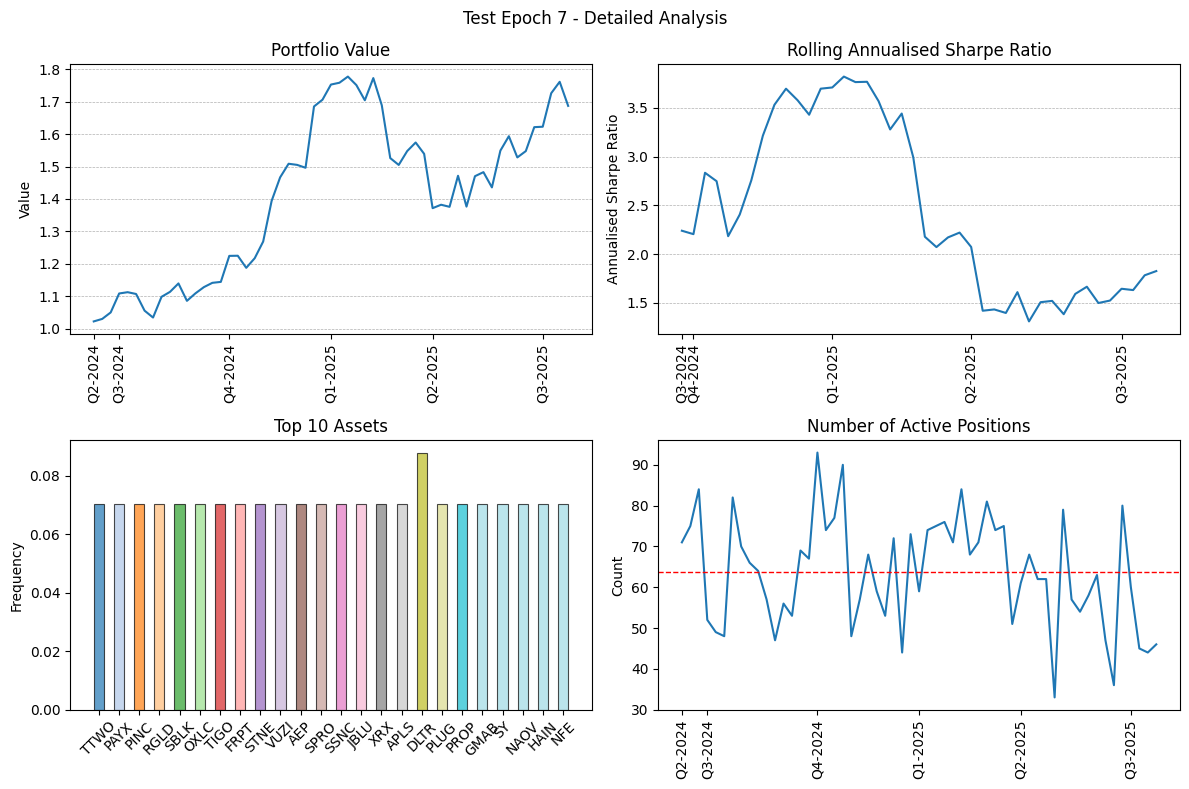 Test Epoch 7 - Detailed Analysis
Portfolio Value
Value
1.8
1.7
1.6
1.5
1.4
1.3
1.2
1.1
1.0
Q2-2024
Q3-2024
Q4-2024
Q1-2025
Q2-2025
Q3-2025
Rolling Annualised Sharpe Ratio
Annualised Sharpe Ratio
3.5
3.0
2.5
2.0
1.5
Q3-2024
Q4-2024
Q1-2025
Q2-2025
Q3-2025
Top 10 Assets
Frequency
0.08
0.06
0.04
0.02
0.00
TTWO
PAYX
PINC
RGLD
SBLK
OXLC
TIGO
FRPT
STNE
VUZI
AEP
SPRO
SSNC
JBLU
XRX
APLS
DLTR
PLUG
PROP
GMAB
SY
NAOV
HAIN
NFE
Number of Active Positions
Count
90
80
70
60
50
40
30
Q2-2024
Q3-2024
Q4-2024
Q1-2025
Q2-2025
Q3-2025